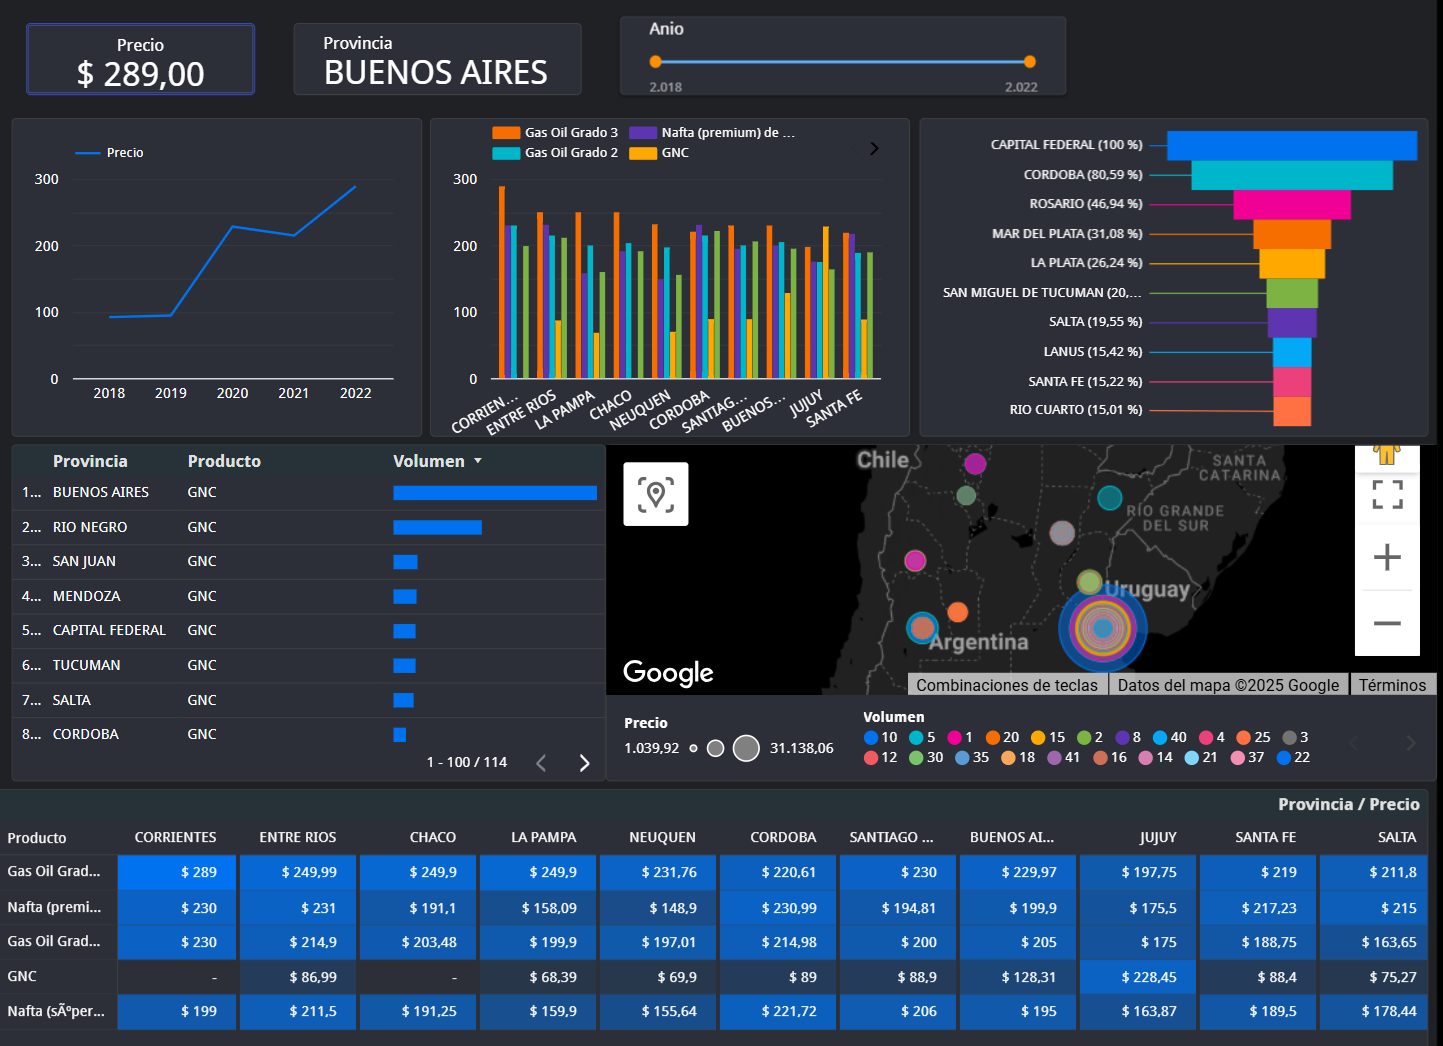 Precio
$ 289,00
Provincia
BUENOS AIRES
Anio
2.018 2.022
Precio
300
200
100
0
2018 2019 2020 2021 2022
Gas Oil Grado 3 Nafta (premium) de ...
Gas Oil Grado 2 GNC
300
200
100
0
CORRIEN... ENTRE RIOS LA PAMPA CHACO NEUQUEN CORDOBA SANTIAG... BUENOS... JUJUY SANTA FE
CAPITAL FEDERAL (100 %)
CORDOBA (80,59 %)
ROSARIO (46,94 %)
MAR DEL PLATA (31,08 %)
LA PLATA (26,24 %)
SAN MIGUEL DE TUCUMAN (20,...
SALTA (19,55 %)
LANUS (15,42 %)
SANTA FE (15,22 %)
RIO CUARTO (15,01 %)
Provincia Producto Volumen
1... BUENOS AIRES GNC
2... RIO NEGRO GNC
3... SAN JUAN GNC
4... MENDOZA GNC
5... CAPITAL FEDERAL GNC
6... TUCUMAN GNC
7... SALTA GNC
8... CORDOBA GNC
1 - 100 / 114
Chile
SANTA
CATARINA
RÍO GRANDE
DEL SUR
Uruguay
Argentina
Google
Combinaciones de teclas Datos del mapa ©2025 Google Términos
Precio
1.039,92 31.138,06
Volumen
10 5 1 20 15 2 8 40 4 25 3
12 30 35 18 41 16 14 21 37 22
Provincia / Precio
Producto CORRIENTES ENTRE RIOS CHACO LA PAMPA NEUQUEN CORDOBA SANTIAGO ... BUENOS AI... JUJUY SANTA FE SALTA
Gas Oil Grad... $ 289 $ 249,99 $ 249,9 $ 249,9 $ 231,76 $ 220,61 $ 230 $ 229,97 $ 197,75 $ 219 $ 211,8
Nafta (premi... $ 230 $ 231 $ 191,1 $ 158,09 $ 148,9 $ 230,99 $ 194,81 $ 199,9 $ 175,5 $ 217,23 $ 215
Gas Oil Grad... $ 230 $ 214,9 $ 203,48 $ 199,9 $ 197,01 $ 214,98 $ 200 $ 205 $ 175 $ 188,75 $ 163,65
GNC - $ 86,99 - $ 68,39 $ 69,9 $ 89 $ 88,9 $ 128,31 $ 228,45 $ 88,4 $ 75,27
Nafta (sÃºper... $ 199 $ 211,5 $ 191,25 $ 159,9 $ 155,64 $ 221,72 $ 206 $ 195 $ 163,87 $ 189,5 $ 178,44